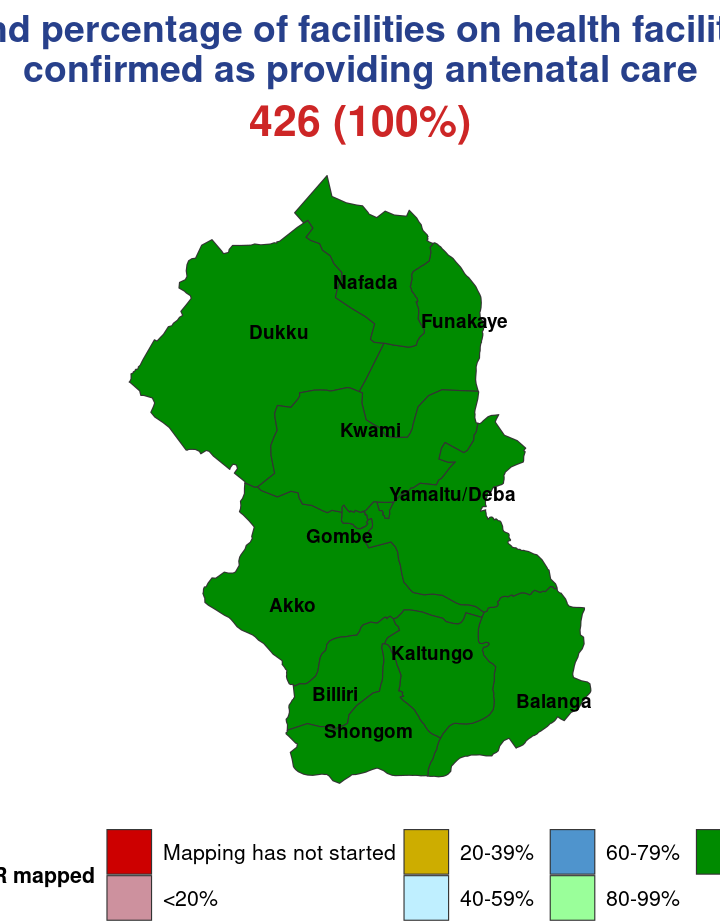 nd percentage of facilities on health facilit
confirmed as providing antenatal care
426 (100%)
Nafada
Funakaye
Dukku
Kwami
Yamaltu/Deba
Gombe
Akko
Kaltungo
Billiri
Balanga
Shongom
Mapping has not started
20-39%
60-79%
R mapped
<20%
40-59%
80-99%